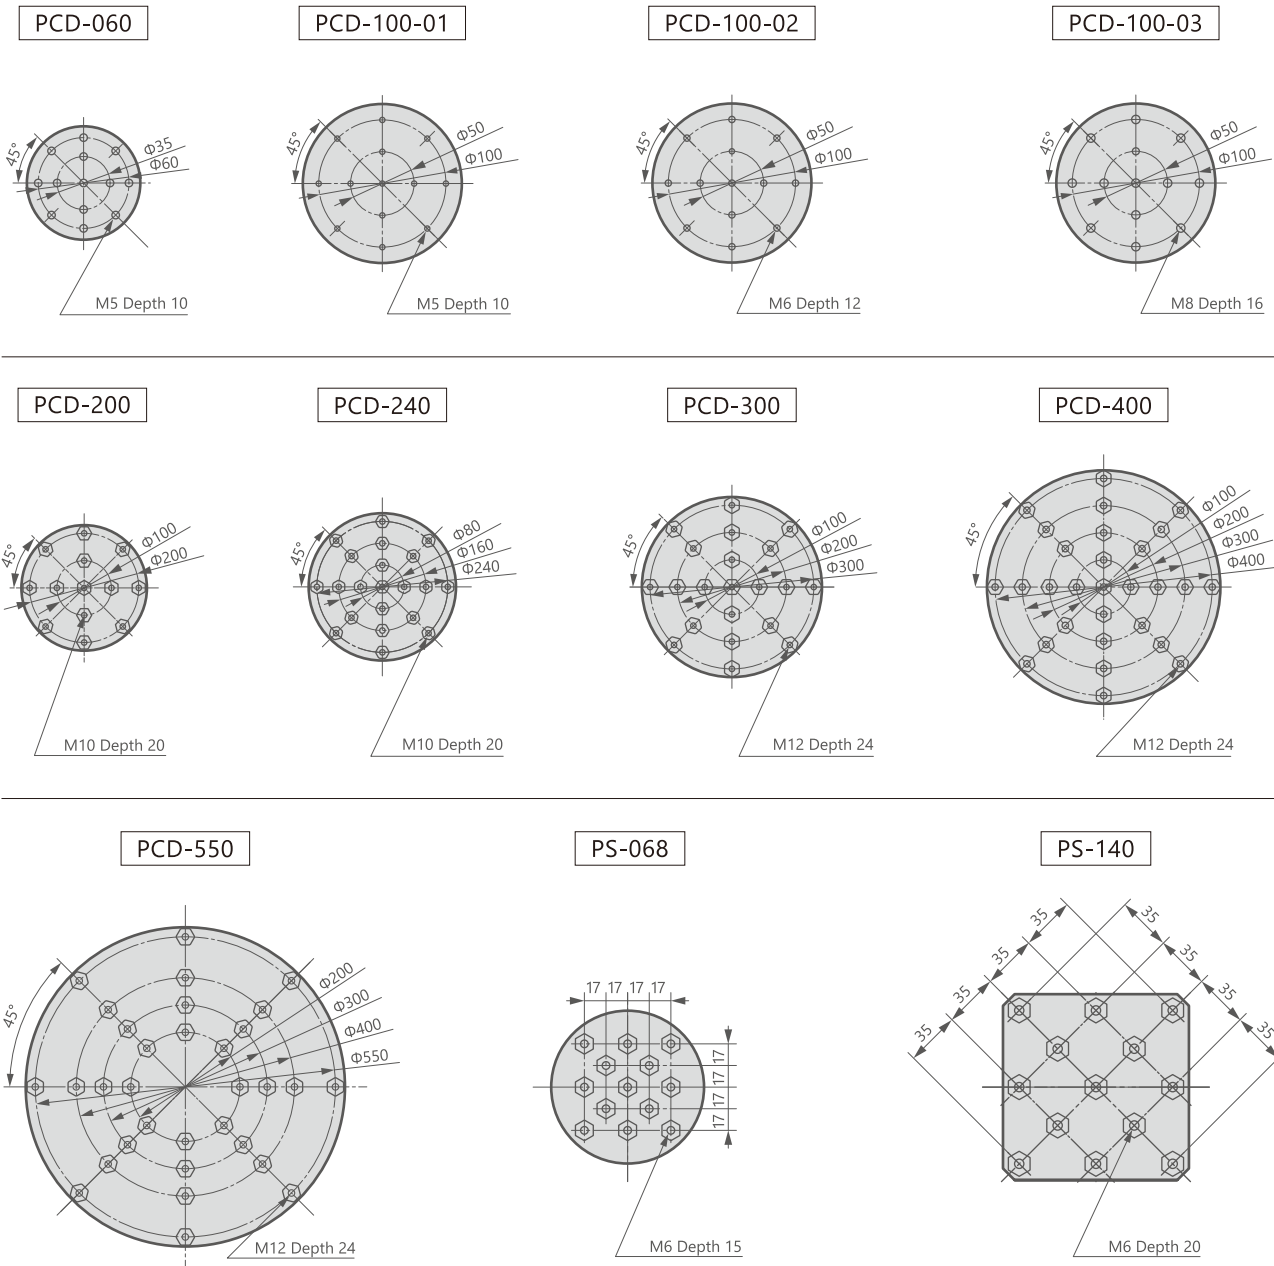 PCD-060
PCD-100-01
PCD-100-02
PCD-100-03
45°
Φ35
Φ60
M5 Depth 10
45°
Φ50
Φ100
M5 Depth 10
45°
Φ50
Φ100
M6 Depth 12
45°
Φ50
Φ100
M8 Depth 16
PCD-200
PCD-240
PCD-300
PCD-400
45°
Φ100
Φ200
M10 Depth 20
45°
Φ80
Φ160
Φ240
M10 Depth 20
45°
Φ100
Φ200
Φ300
M12 Depth 24
45°
Φ100
Φ200
Φ300
Φ400
M12 Depth 24
PCD-550
PS-068
PS-140
45°
Φ200
Φ300
Φ400
Φ550
M12 Depth 24
17 17 17 17
17
17
17
17
M6 Depth 15
35
35
35
35
35
35
35
35
M6 Depth 20